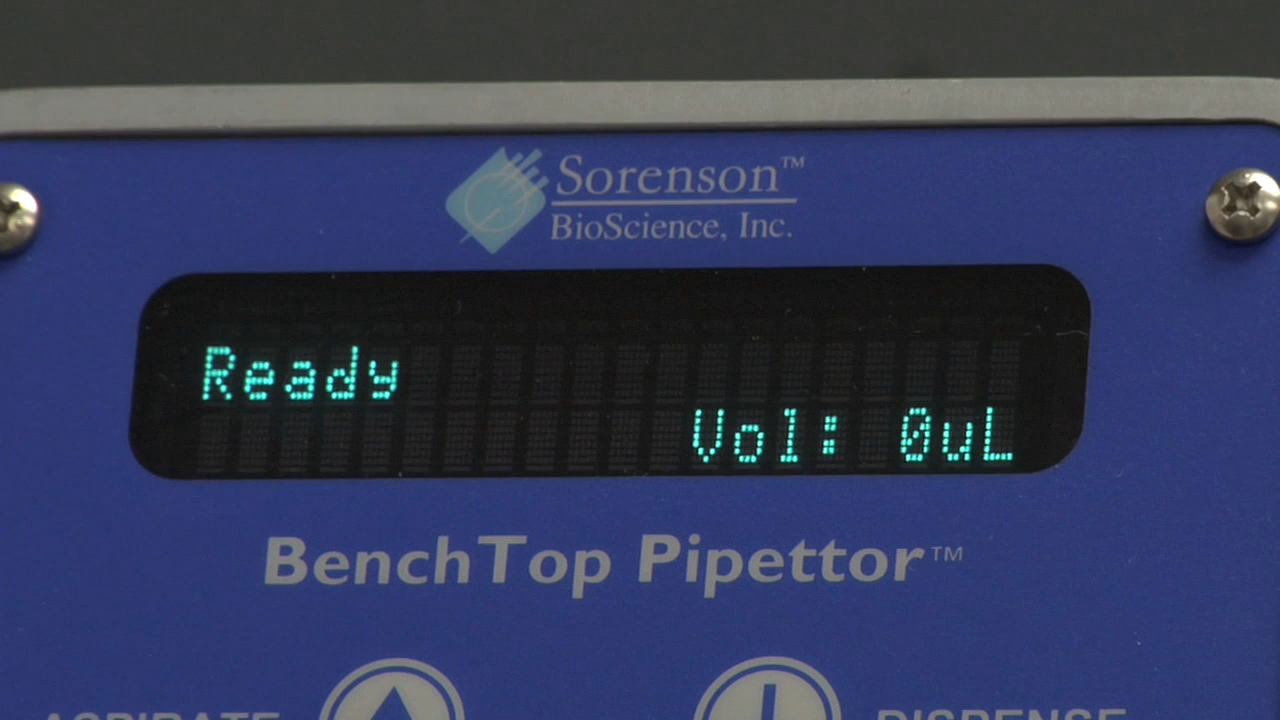 Sorenson™
BioScience, Inc.
Ready
Vol: 0uL
BenchTop Pipettor™
ASPIRATE
DISPENSE